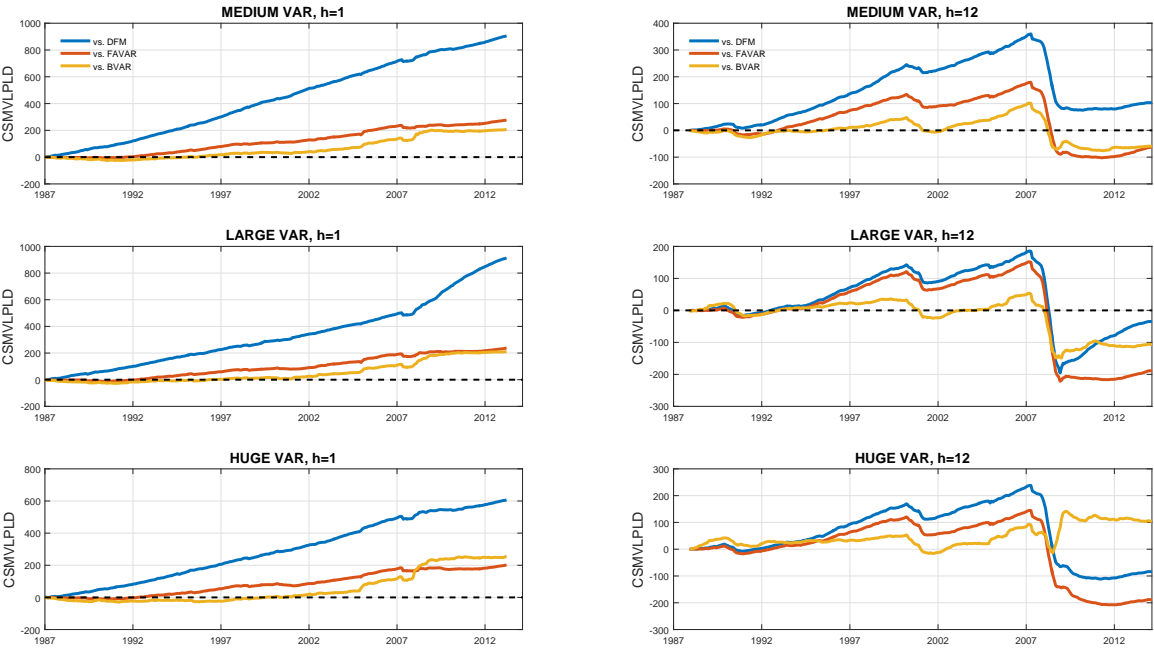 MEDIUM VAR, h=1
CSMVLPLD
1000
800
600
400
200
0
-200
vs. DFM
vs. FAVAR
vs. BVAR
1987 1992 1997 2002 2007 2012
MEDIUM VAR, h=12
CSMVLPLD
400
300
200
100
0
-100
-200
vs. DFM
vs. FAVAR
vs. BVAR
1987 1992 1997 2002 2007 2012
LARGE VAR, h=1
CSMVLPLD
1000
800
600
400
200
0
-200
1987 1992 1997 2002 2007 2012
LARGE VAR, h=12
CSMVLPLD
200
100
0
-100
-200
-300
1987 1992 1997 2002 2007 2012
HUGE VAR, h=1
CSMVLPLD
800
600
400
200
0
-200
1987 1992 1997 2002 2007 2012
HUGE VAR, h=12
CSMVLPLD
300
200
100
0
-100
-200
-300
1987 1992 1997 2002 2007 2012